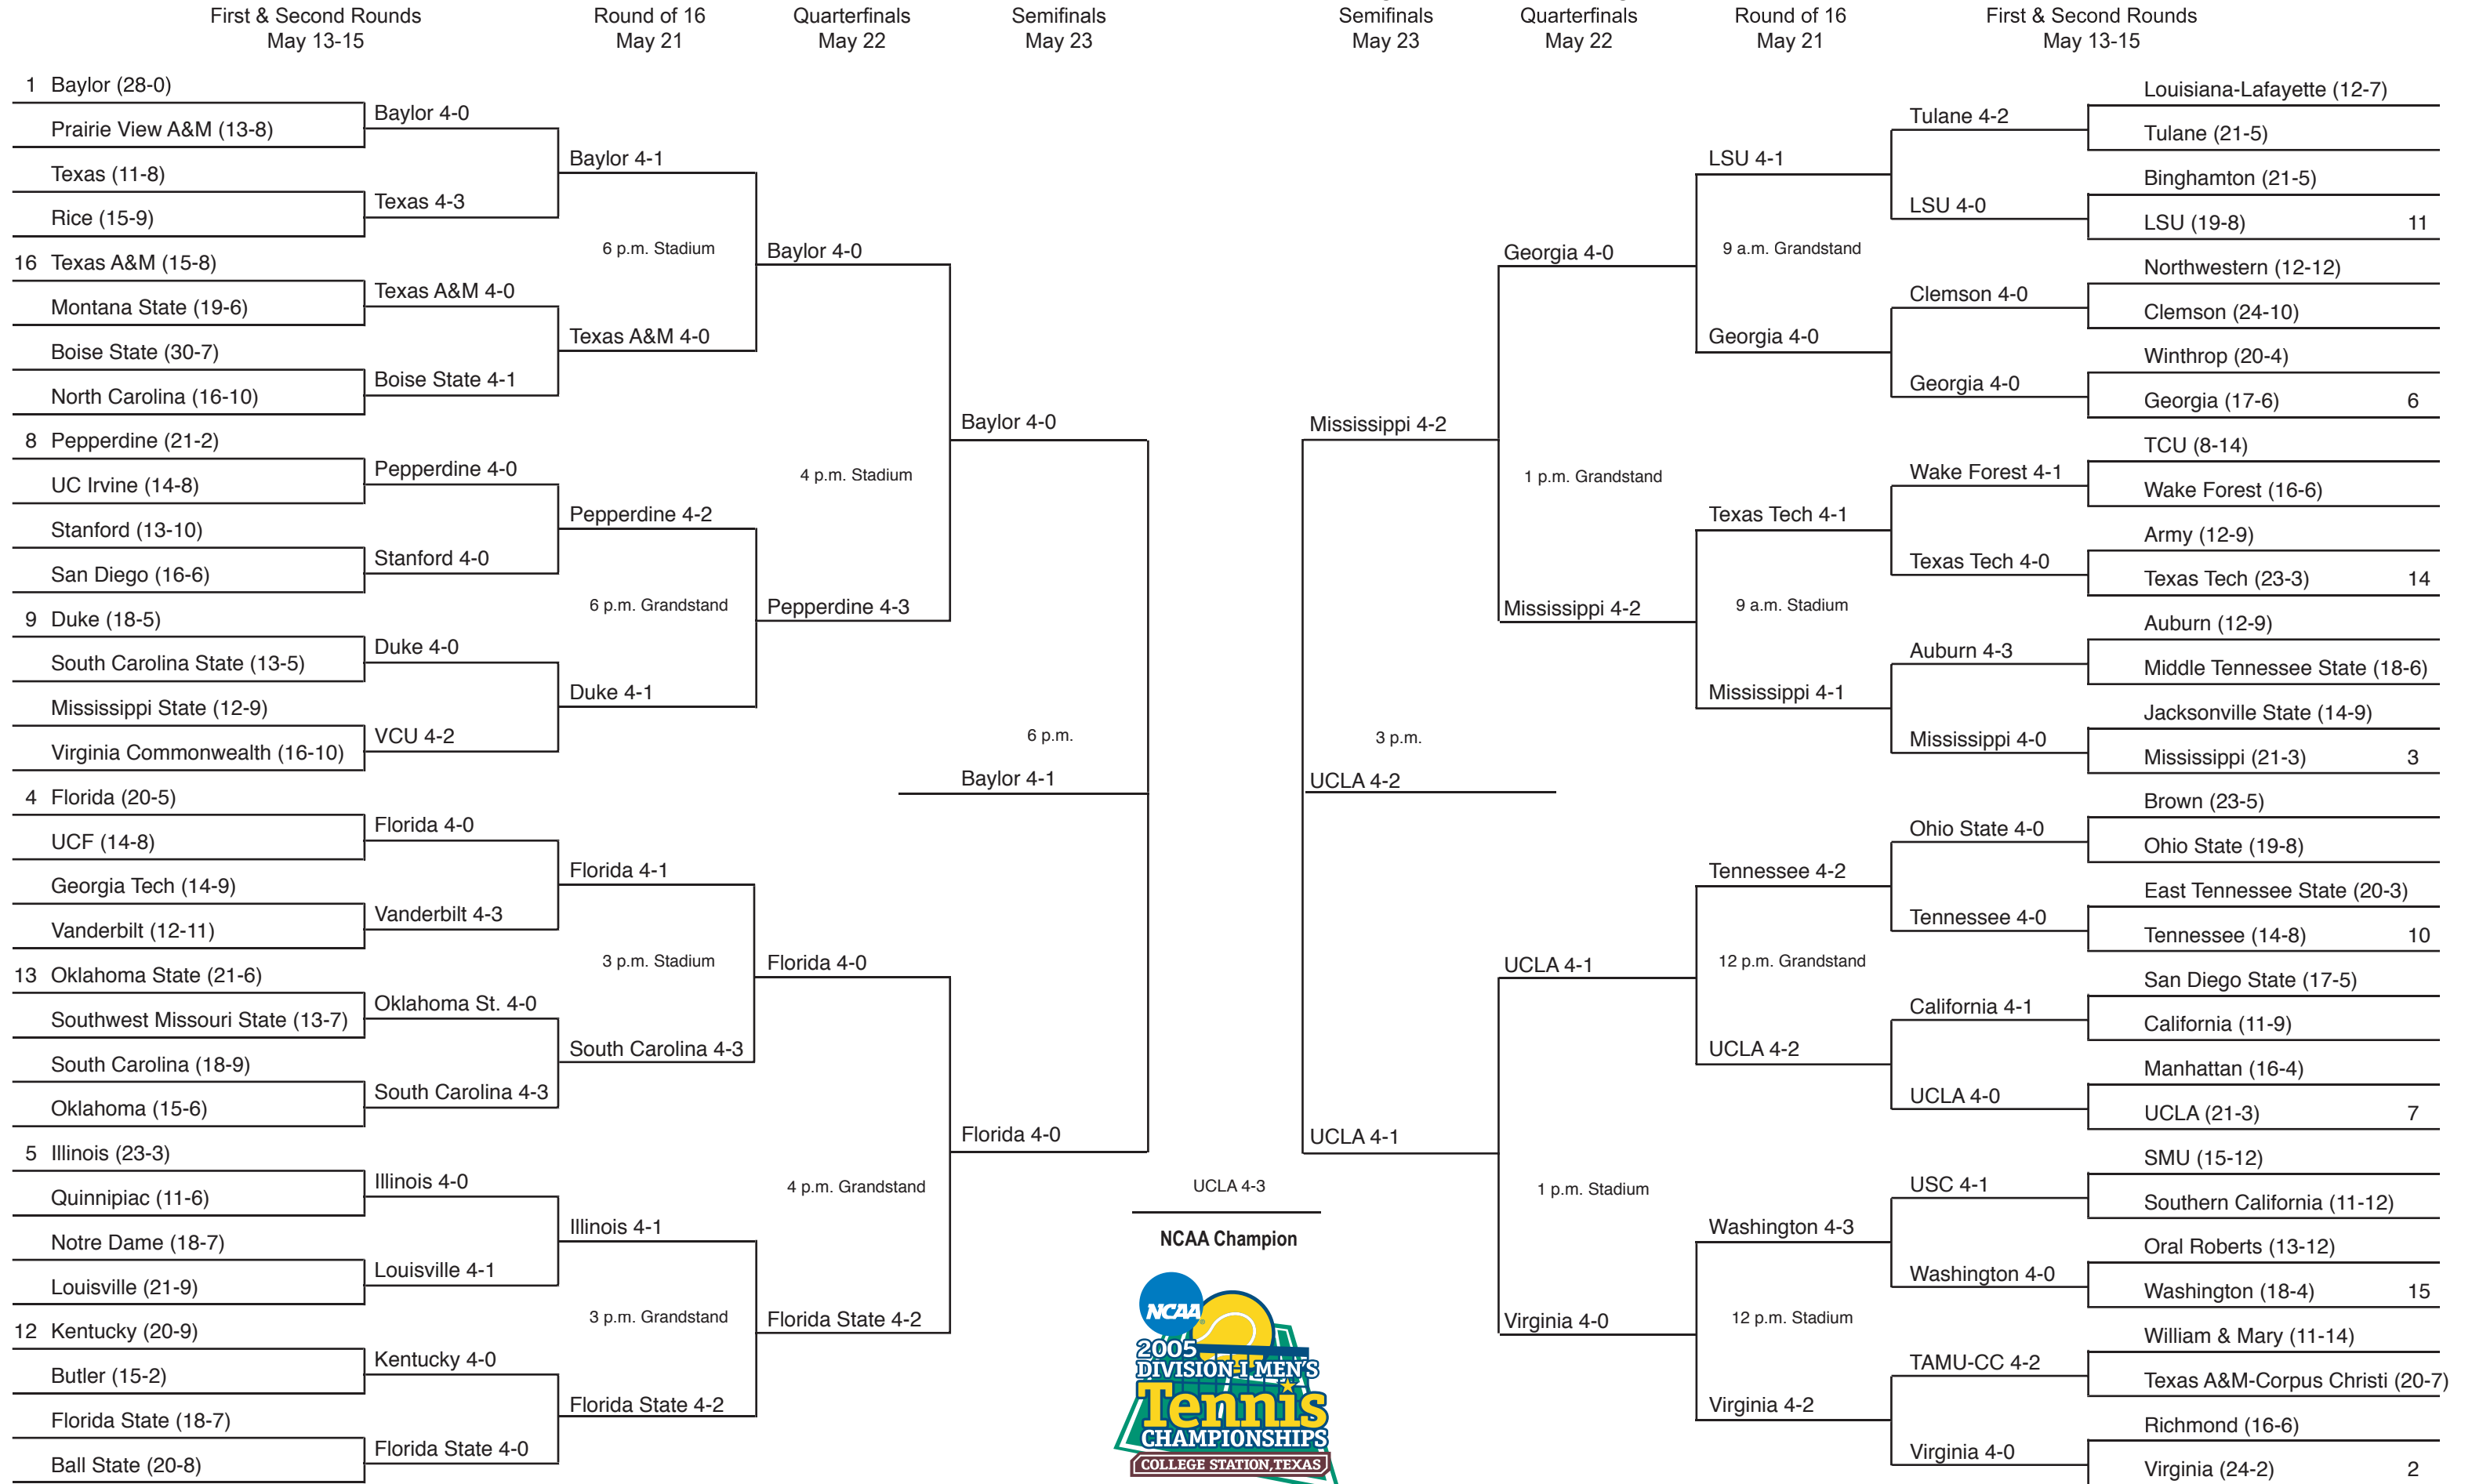 First & Second Rounds
May 13-15
Round of 16
May 21
Quarterfinals
May 22
Semifinals
May 23
Semifinals
May 23
Quarterfinals
May 22
Round of 16
May 21
First & Second Rounds
May 13-15
1 Baylor (28-0)
Prairie View A&M (13-8)
Texas (11-8)
Rice (15-9)
16 Texas A&M (15-8)
Montana State (19-6)
Boise State (30-7)
North Carolina (16-10)
8 Pepperdine (21-2)
UC Irvine (14-8)
Stanford (13-10)
San Diego (16-6)
9 Duke (18-5)
South Carolina State (13-5)
Mississippi State (12-9)
Virginia Commonwealth (16-10)
4 Florida (20-5)
UCF (14-8)
Georgia Tech (14-9)
Vanderbilt (12-11)
13 Oklahoma State (21-6)
Southwest Missouri State (13-7)
South Carolina (18-9)
Oklahoma (15-6)
5 Illinois (23-3)
Quinnipiac (11-6)
Notre Dame (18-7)
Louisville (21-9)
12 Kentucky (20-9)
Butler (15-2)
Florida State (18-7)
Ball State (20-8)
Baylor 4-0
Texas 4-3
Texas A&M 4-0
Boise State 4-1
Pepperdine 4-0
Stanford 4-0
Duke 4-0
VCU 4-2
Florida 4-0
Vanderbilt 4-3
Oklahoma St. 4-0
South Carolina 4-3
Illinois 4-0
Louisville 4-1
Kentucky 4-0
Florida State 4-0
Baylor 4-1
6 p.m. Stadium
Texas A&M 4-0
Pepperdine 4-2
6 p.m. Grandstand
Duke 4-1
Florida 4-1
3 p.m. Stadium
South Carolina 4-3
Illinois 4-1
3 p.m. Grandstand
Florida State 4-2
Baylor 4-0
4 p.m. Stadium
Pepperdine 4-3
Florida 4-0
4 p.m. Grandstand
Florida State 4-2
Baylor 4-0
6 p.m.
Baylor 4-1
Florida 4-0
UCLA 4-3
NCAA Champion
NCAA
2005
DIVISION I MEN'S
Tennis
CHAMPIONSHIPS
COLLEGE STATION, TEXAS
Mississippi 4-2
3 p.m.
UCLA 4-2
UCLA 4-1
Georgia 4-0
1 p.m. Grandstand
Mississippi 4-2
UCLA 4-1
1 p.m. Stadium
Virginia 4-0
LSU 4-1
9 a.m. Grandstand
Georgia 4-0
Texas Tech 4-1
9 a.m. Stadium
Mississippi 4-1
Tennessee 4-2
12 p.m. Grandstand
UCLA 4-2
Washington 4-3
12 p.m. Stadium
Virginia 4-2
Tulane 4-2
LSU 4-0
Clemson 4-0
Georgia 4-0
Wake Forest 4-1
Texas Tech 4-0
Auburn 4-3
Mississippi 4-0
Ohio State 4-0
Tennessee 4-0
California 4-1
UCLA 4-0
USC 4-1
Washington 4-0
TAMU-CC 4-2
Virginia 4-0
Louisiana-Lafayette (12-7)
Tulane (21-5)
Binghamton (21-5)
LSU (19-8) 11
Northwestern (12-12)
Clemson (24-10)
Winthrop (20-4)
Georgia (17-6) 6
TCU (8-14)
Wake Forest (16-6)
Army (12-9)
Texas Tech (23-3) 14
Auburn (12-9)
Middle Tennessee State (18-6)
Jacksonville State (14-9)
Mississippi (21-3) 3
Brown (23-5)
Ohio State (19-8)
East Tennessee State (20-3)
Tennessee (14-8) 10
San Diego State (17-5)
California (11-9)
Manhattan (16-4)
UCLA (21-3) 7
SMU (15-12)
Southern California (11-12)
Oral Roberts (13-12)
Washington (18-4) 15
William & Mary (11-14)
Texas A&M-Corpus Christi (20-7)
Richmond (16-6)
Virginia (24-2) 2